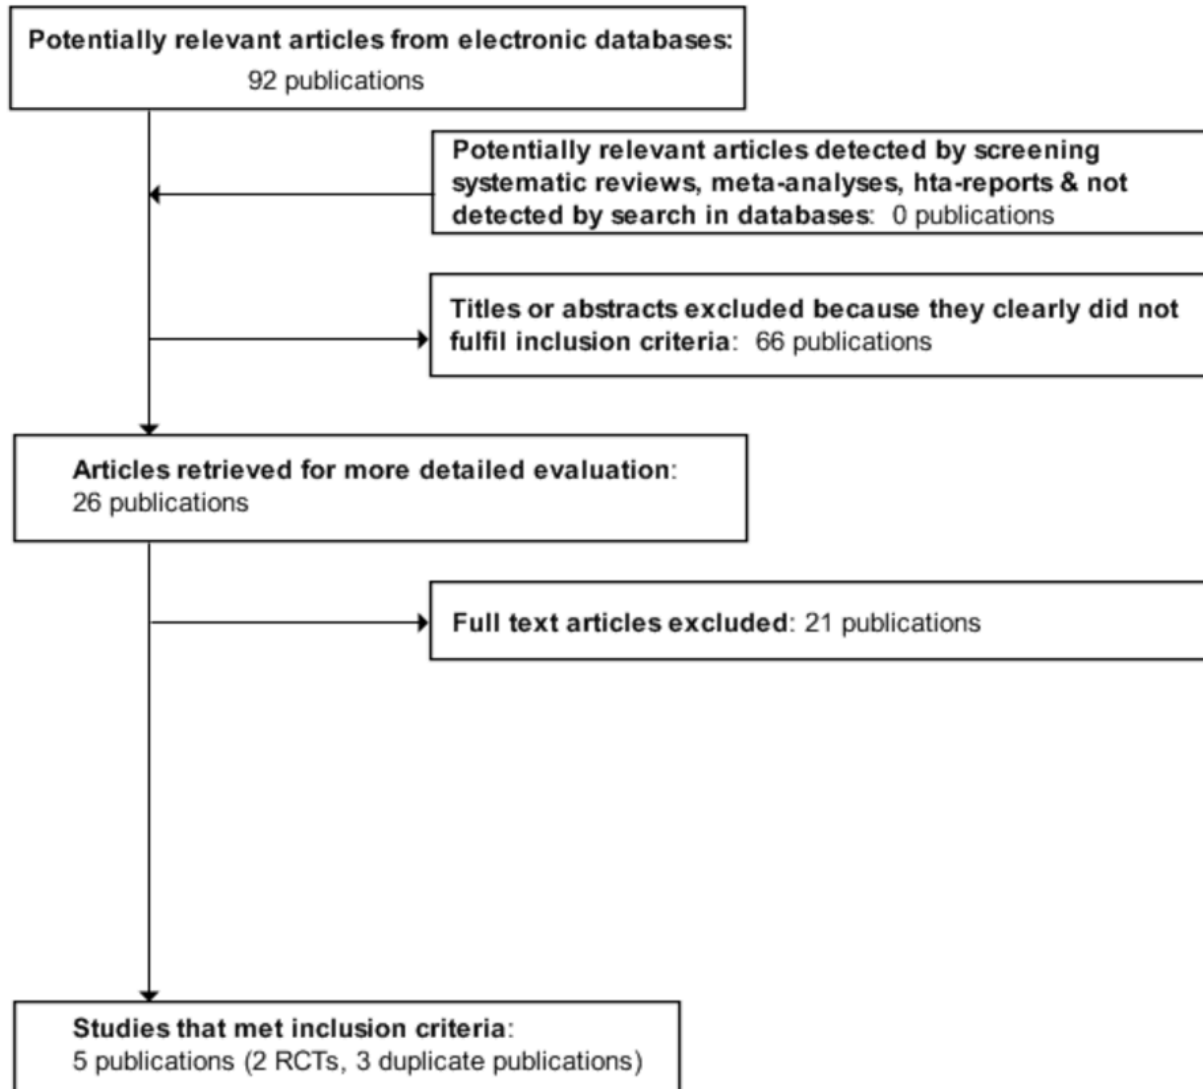 Potentially relevant articles from electronic databases:
92 publications
Potentially relevant articles detected by screening
systematic reviews, meta-analyses, hta-reports & not
detected by search in databases: 0 publications
Titles or abstracts excluded because they clearly did not
fulfil inclusion criteria: 66 publications
Articles retrieved for more detailed evaluation:
26 publications
Full text articles excluded: 21 publications
Studies that met inclusion criteria:
5 publications (2 RCTs, 3 duplicate publications)